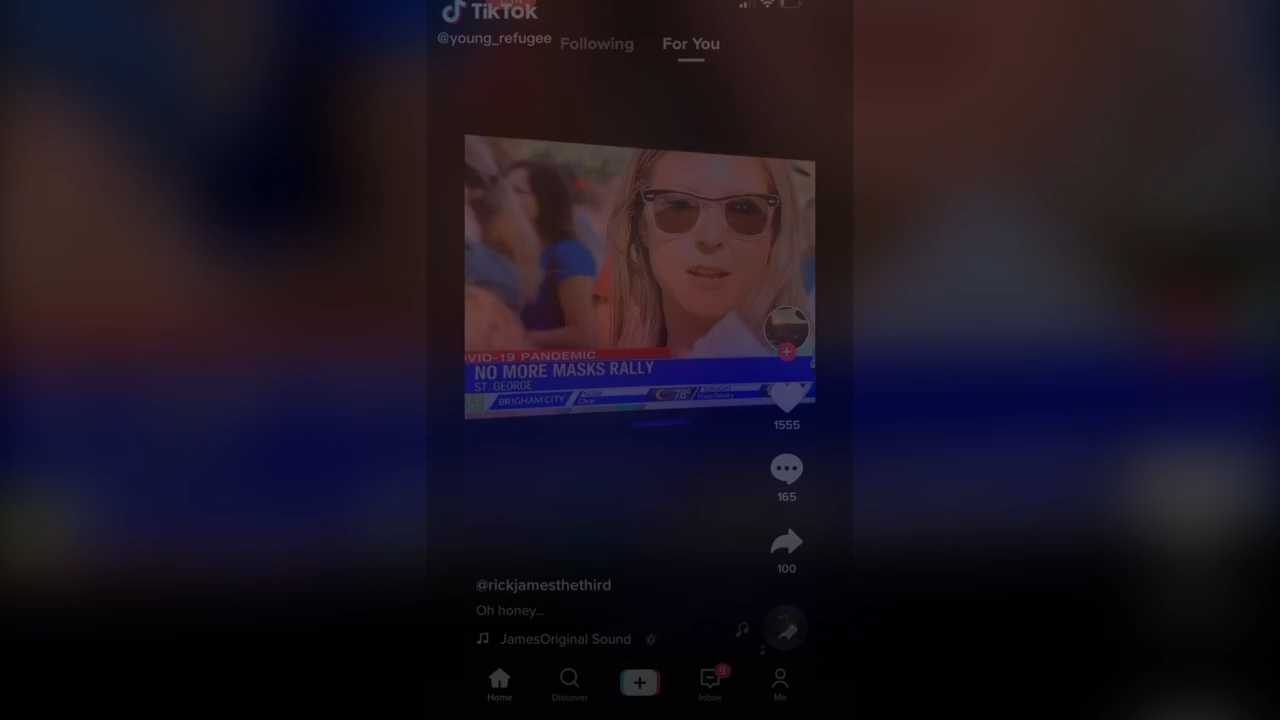 TikTok
@young_refugee
Following
For You
VID-19 PANDEMIC
NO MORE MASKS RALLY
ST. GEORGE
BRIGHAM CITY
78°
1555
165
100
@rickjamesthethird
Oh honey...
JamesOriginal Sound
Home
Discover
Inbox
9
Me